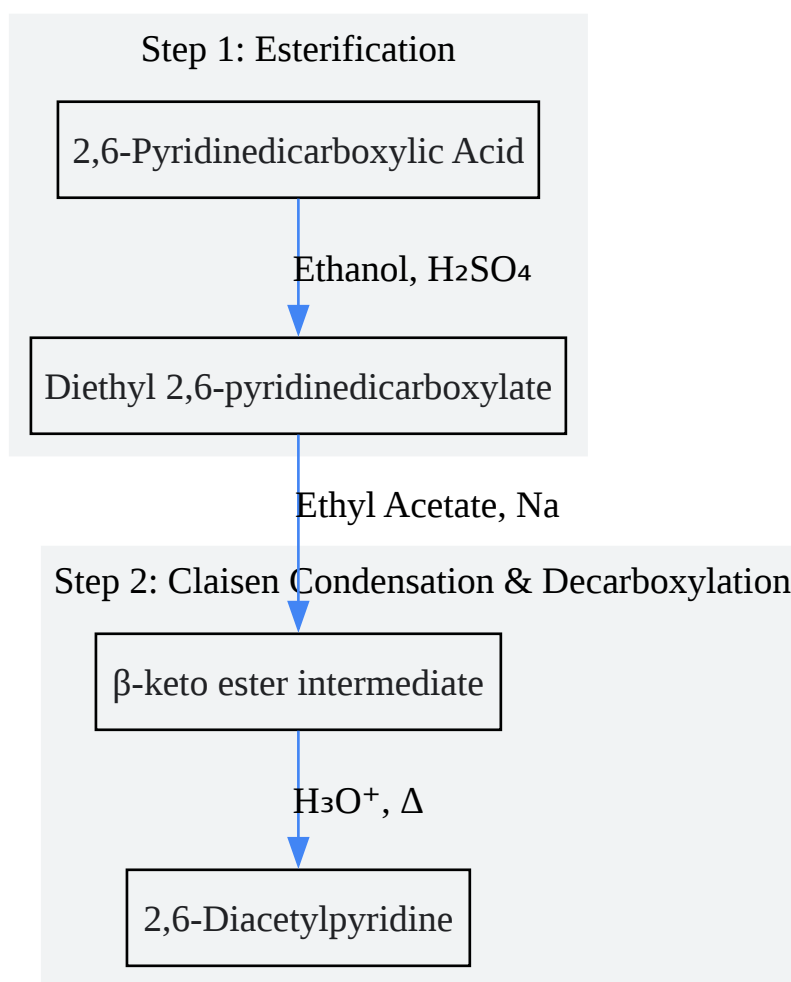 Step 1: Esterification
2,6-Pyridinedicarboxylic Acid
Ethanol, H₂SO₄
Diethyl 2,6-pyridinedicarboxylate
Ethyl Acetate, Na
Step 2: Claisen Condensation & Decarboxylation
β-keto ester intermediate
H₃O⁺, Δ
2,6-Diacetylpyridine